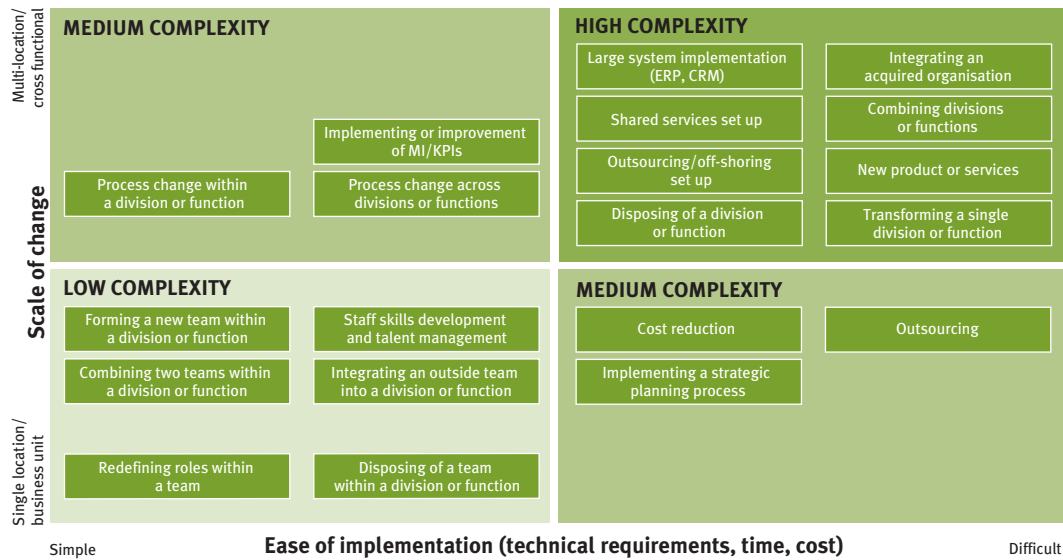 Multi-location/
cross functional
Scale of change
Single location/
business unit
MEDIUM COMPLEXITY
Implementing or improvement
of MI/KPIs
Process change within
a division or function
Process change across
divisions or functions
HIGH COMPLEXITY
Large system implementation
(ERP, CRM)
Integrating an
acquired organisation
Shared services set up
Combining divisions
or functions
Outsourcing/off-shoring
set up
New product or services
Disposing of a division
or function
Transforming a single
division or function
LOW COMPLEXITY
Forming a new team within
a division or function
Staff skills development
and talent management
Combining two teams within
a division or function
Integrating an outside team
into a division or function
Redefining roles within
a team
Disposing of a team
within a division or function
MEDIUM COMPLEXITY
Cost reduction
Outsourcing
Implementing a strategic
planning process
Simple
Ease of implementation (technical requirements, time, cost)
Difficult